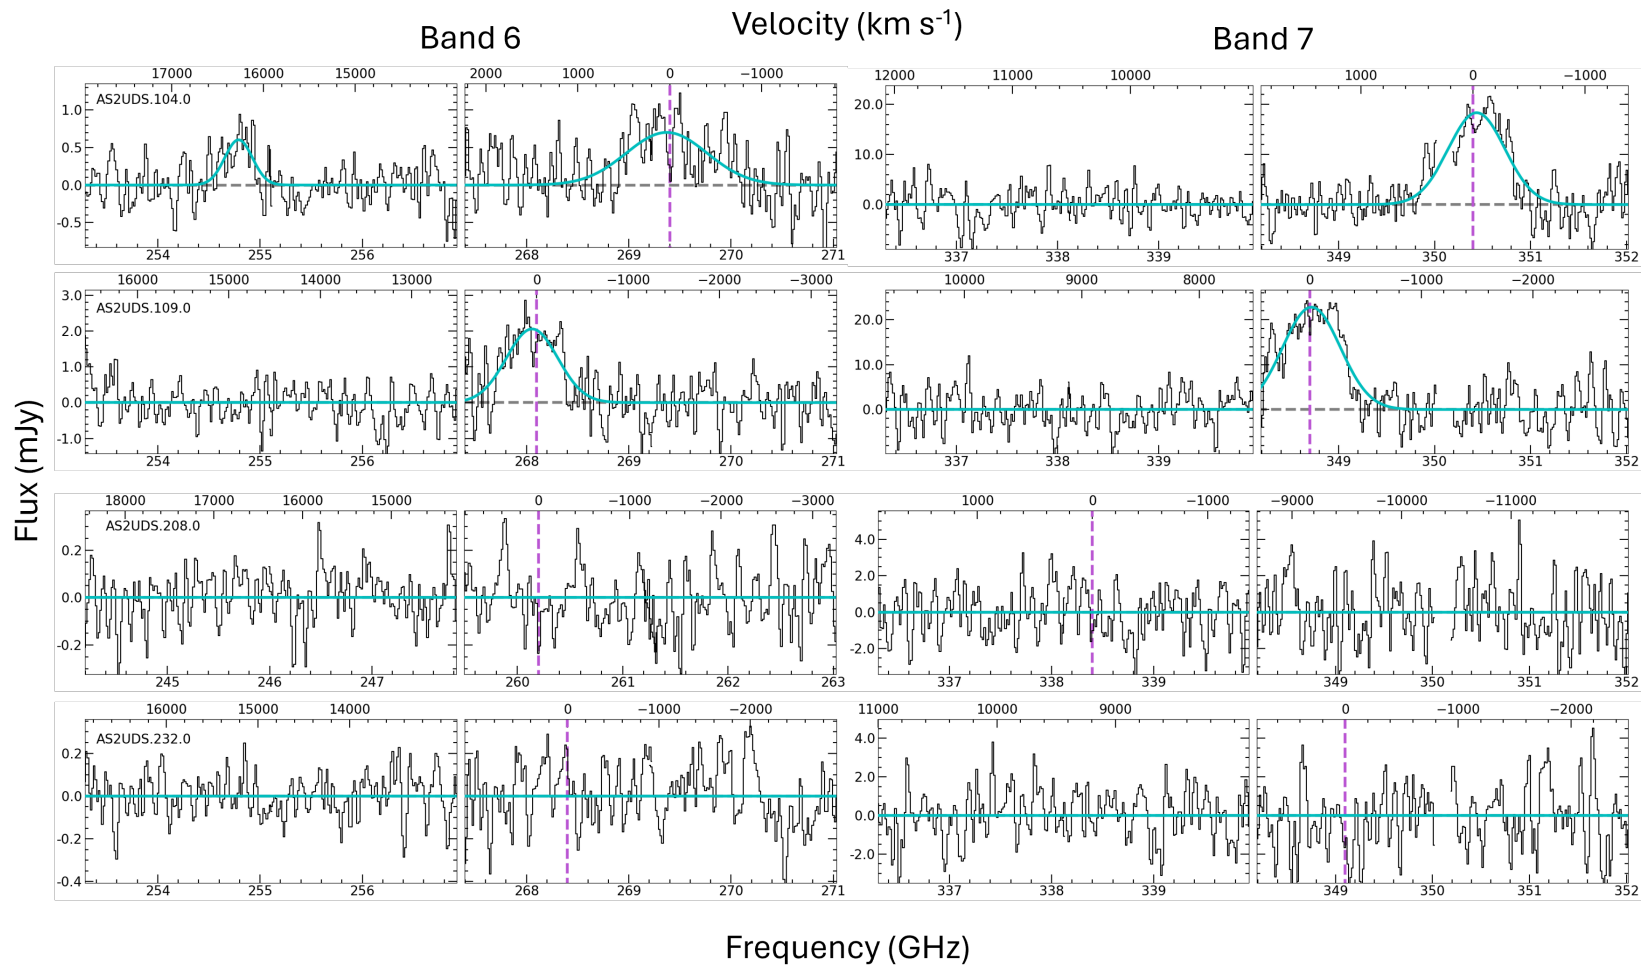 Velocity (km s-1)
Band 6 Band 7
17000 16000 15000 2000 1000 0 −1000 12000 11000 10000 1000 0 −1000
AS2UDS.104.0
1.0 0.5 0.0 -0.5
20.0 10.0 0.0
254 255 256 268 269 270 271 337 338 339 349 350 351 352
16000 15000 14000 13000 0 −1000 −2000 −3000 10000 9000 8000 0 −1000 −2000
AS2UDS.109.0
3.0 2.0 1.0 0.0 -1.0
20.0 10.0 0.0
254 255 256 268 269 270 271 337 338 339 349 350 351 352
Flux (mJy)
18000 17000 16000 15000 0 −1000 −2000 −3000 1000 0 −1000 −9000 −10000 −11000
AS2UDS.208.0
0.2 0.0 -0.2
4.0 2.0 0.0 -2.0
245 246 247 260 261 262 263 337 338 339 349 350 351 352
16000 15000 14000 0 −1000 −2000 11000 10000 9000 0 −1000 −2000
AS2UDS.232.0
0.2 0.0 -0.2 -0.4
4.0 2.0 0.0 -2.0
254 255 256 268 269 270 271 337 338 339 349 350 351 352
Frequency (GHz)